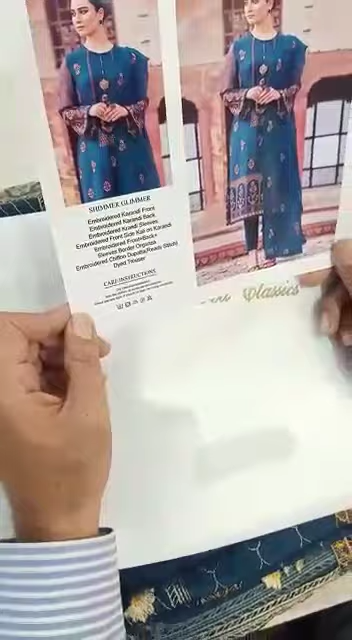 SHIMMER GLIMMER
Embroidered Karandi Front
Embroidered Karandi Back
Embroidered Krandi Sleeves
Embroidered Front Side Kali on Karandi
Embroidered Front+Back+
Sleeves Border Organza
Embroidered Chiffon Dupatta(Ready Stitch)
Dyed Trouser
CARE INSTRUCTIONS
Classics